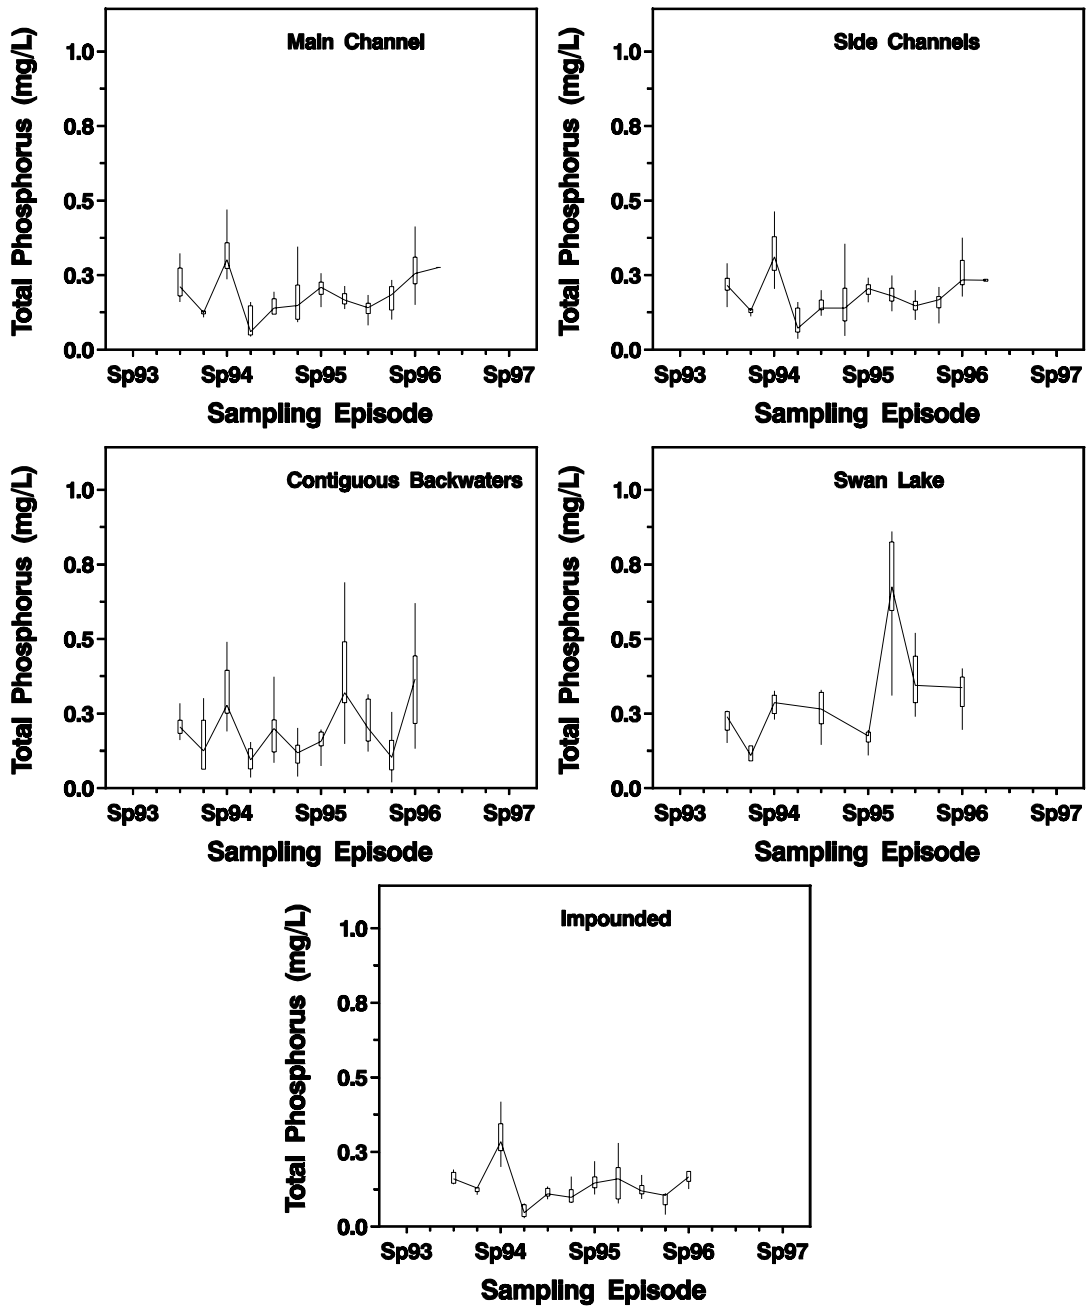 Main Channel
Total Phosphorus (mg/L)
1.0
0.8
0.5
0.3
0.0
Sp93 Sp94 Sp95 Sp96 Sp97
Sampling Episode
Side Channels
Total Phosphorus (mg/L)
1.0
0.8
0.5
0.3
0.0
Sp93 Sp94 Sp95 Sp96 Sp97
Sampling Episode
Contiguous Backwaters
Total Phosphorus (mg/L)
1.0
0.8
0.5
0.3
0.0
Sp93 Sp94 Sp95 Sp96 Sp97
Sampling Episode
Swan Lake
Total Phosphorus (mg/L)
1.0
0.8
0.5
0.3
0.0
Sp93 Sp94 Sp95 Sp96 Sp97
Sampling Episode
Impounded
Total Phosphorus (mg/L)
1.0
0.8
0.5
0.3
0.0
Sp93 Sp94 Sp95 Sp96 Sp97
Sampling Episode